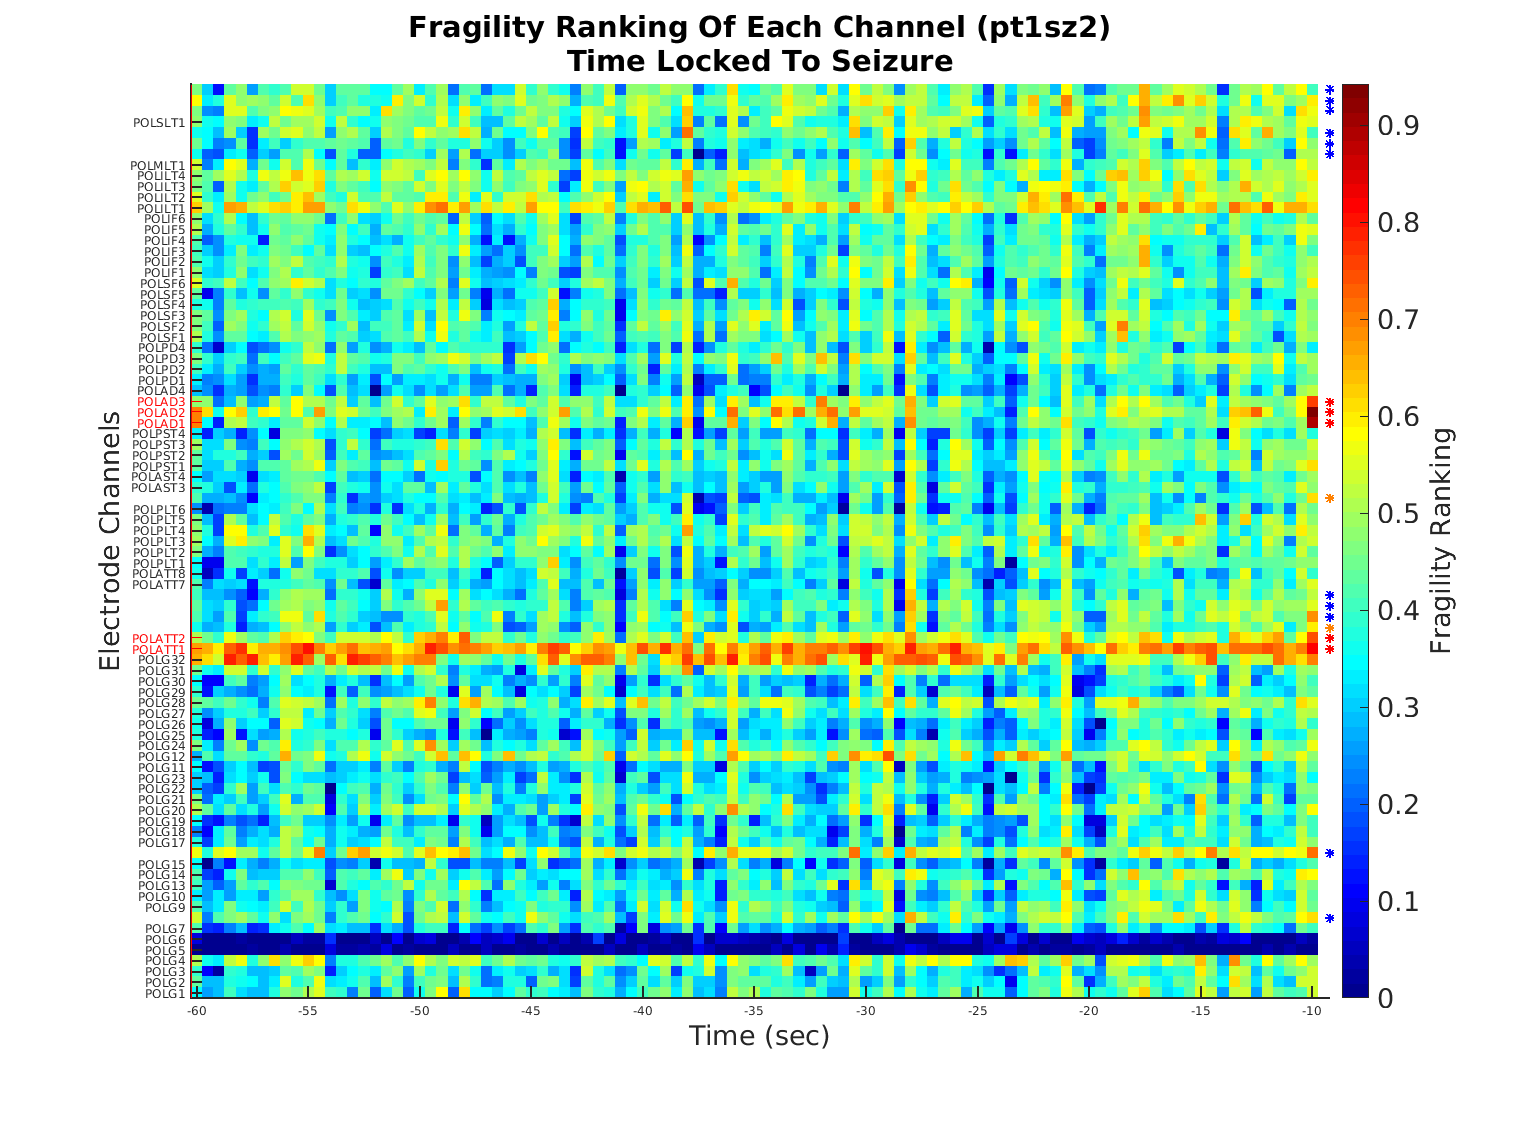 Fragility Ranking Of Each Channel (pt1sz2)
Time Locked To Seizure
Electrode Channels
POLSLT1
POLMLT1
POLILT4
POLILT3
POLILT2
POLILT1
POLIF6
POLIF5
POLIF4
POLIF3
POLIF2
POLIF1
POLSF6
POLSF5
POLSF4
POLSF3
POLSF2
POLSF1
POLPD4
POLPD3
POLPD2
POLPD1
POLAD4
POLAD3
POLAD2
POLAD1
POLPST4
POLPST3
POLPST2
POLPST1
POLAST4
POLAST3
POLPLT6
POLPLT5
POLPLT4
POLPLT3
POLPLT2
POLPLT1
POLATT8
POLATT7
POLATT2
POLATT1
POLG32
POLG31
POLG30
POLG29
POLG28
POLG27
POLG26
POLG25
POLG24
POLG12
POLG11
POLG23
POLG22
POLG21
POLG20
POLG19
POLG18
POLG17
POLG15
POLG14
POLG13
POLG10
POLG9
POLG7
POLG6
POLG5
POLG4
POLG3
POLG2
POLG1
-60 -55 -50 -45 -40 -35 -30 -25 -20 -15 -10
Time (sec)
0.9
0.8
0.7
0.6
0.5
0.4
0.3
0.2
0.1
0
Fragility Ranking